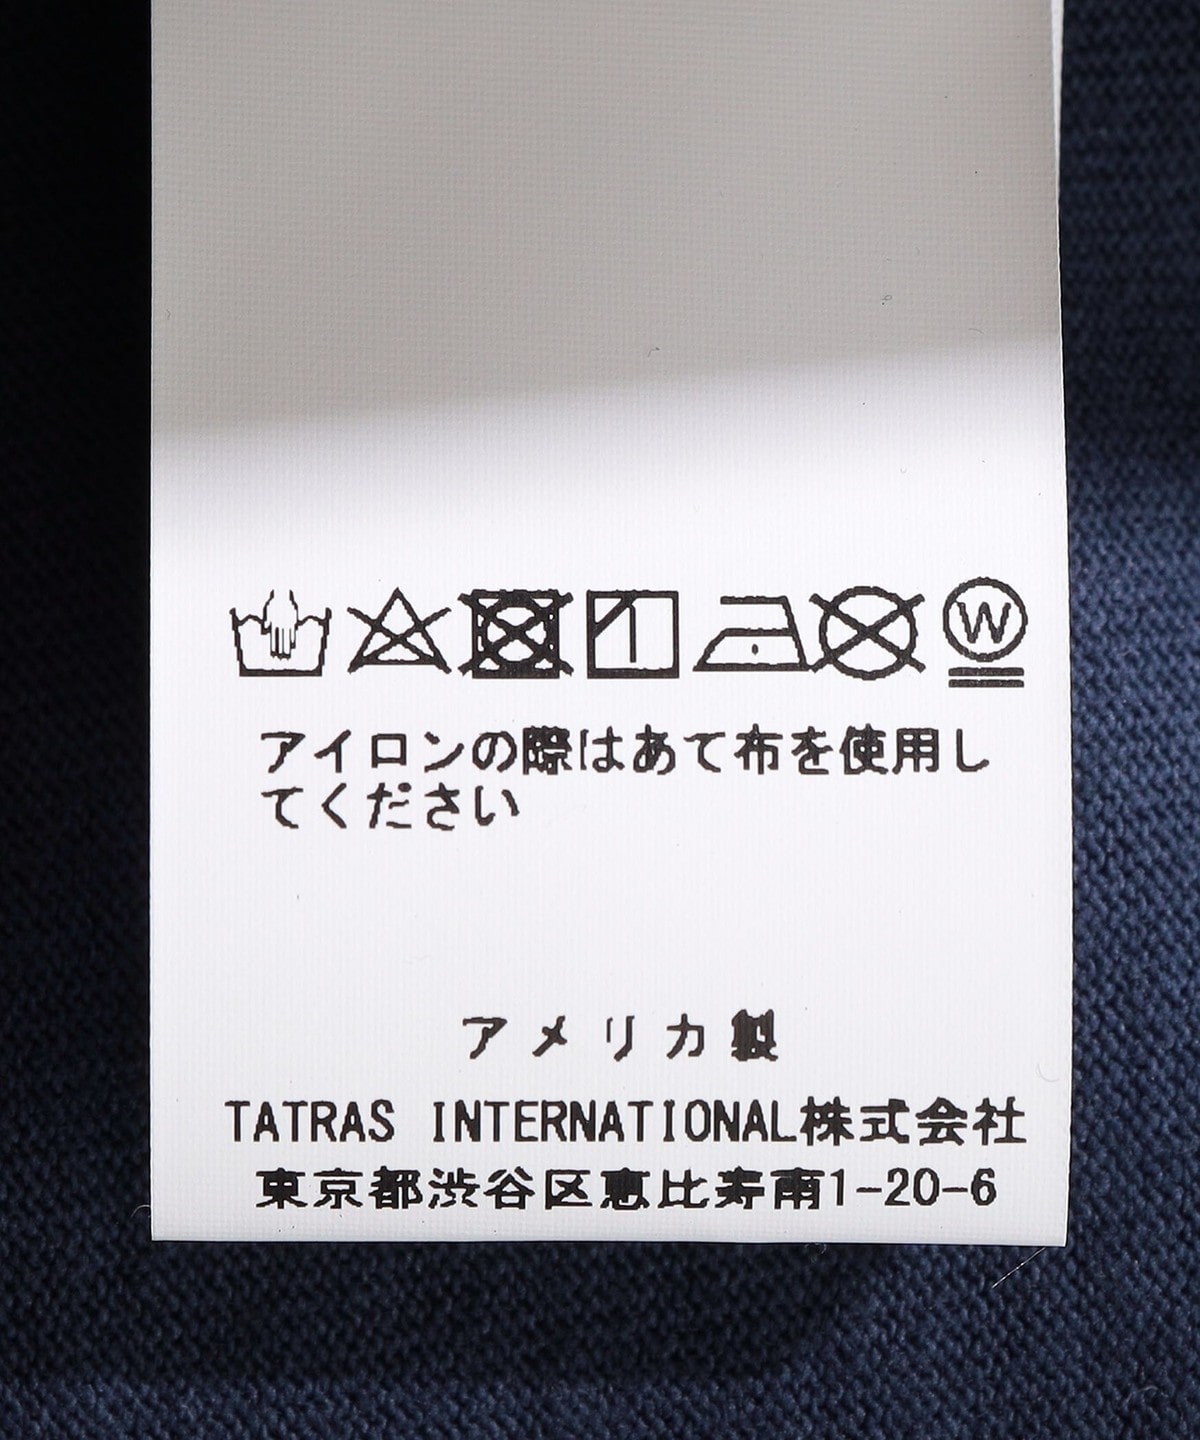 W
アイロンの際はあて布を使用し
てください
アメリカ製
TATRAS INTERNATIONAL株式会社
東京都渋谷区恵比寿南1-20-6